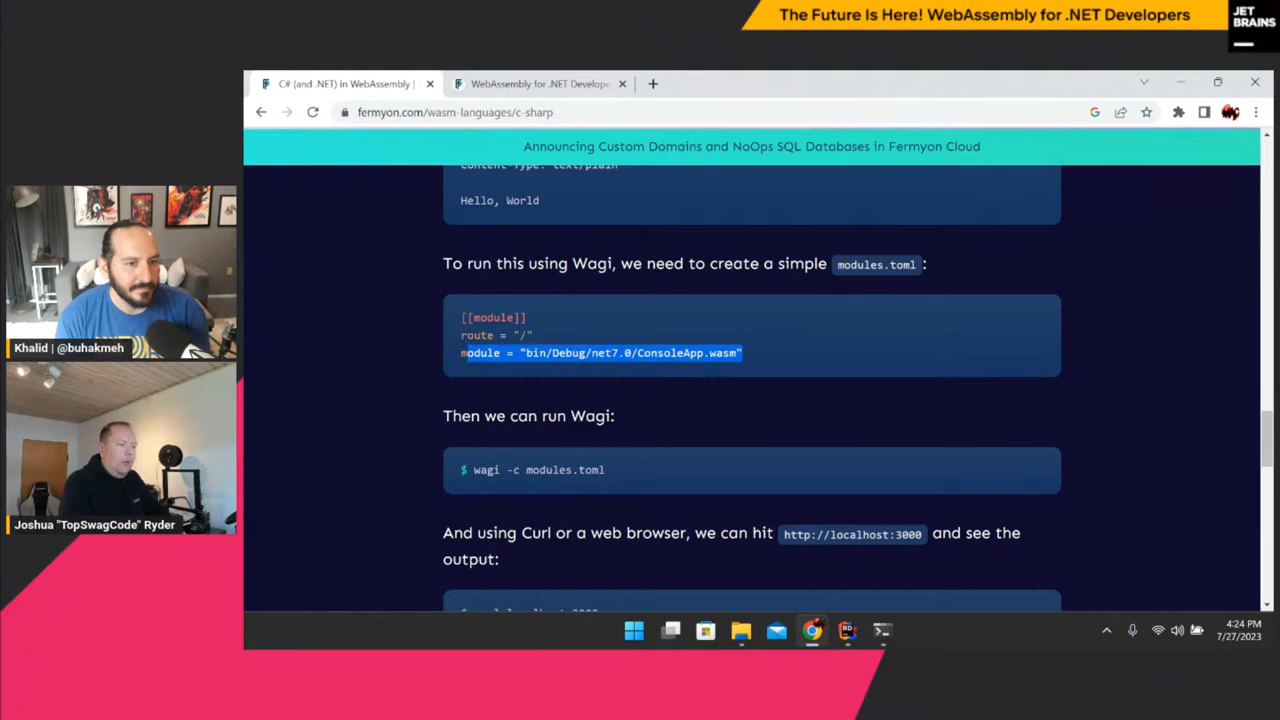 The Future Is Here! WebAssembly for .NET Developers
JET
BRAINS
C# (and .NET) in WebAssembly |
WebAssembly for .NET Develope
fermyon.com/wasm-languages/c-sharp
Announcing Custom Domains and NoOps SQL Databases in Fermyon Cloud
Content-Type: text/plain
Hello, World
To run this using Wagi, we need to create a simple modules.toml:
[[module]]
route = "/"
module = "bin/Debug/net7.0/ConsoleApp.wasm"
Then we can run Wagi:
$ wagi -c modules.toml
And using Curl or a web browser, we can hit http://localhost:3000 and see the
output:
Khalid | @buhakmeh
Joshua "TopSwagCode" Ryder
4:24 PM
7/27/2023